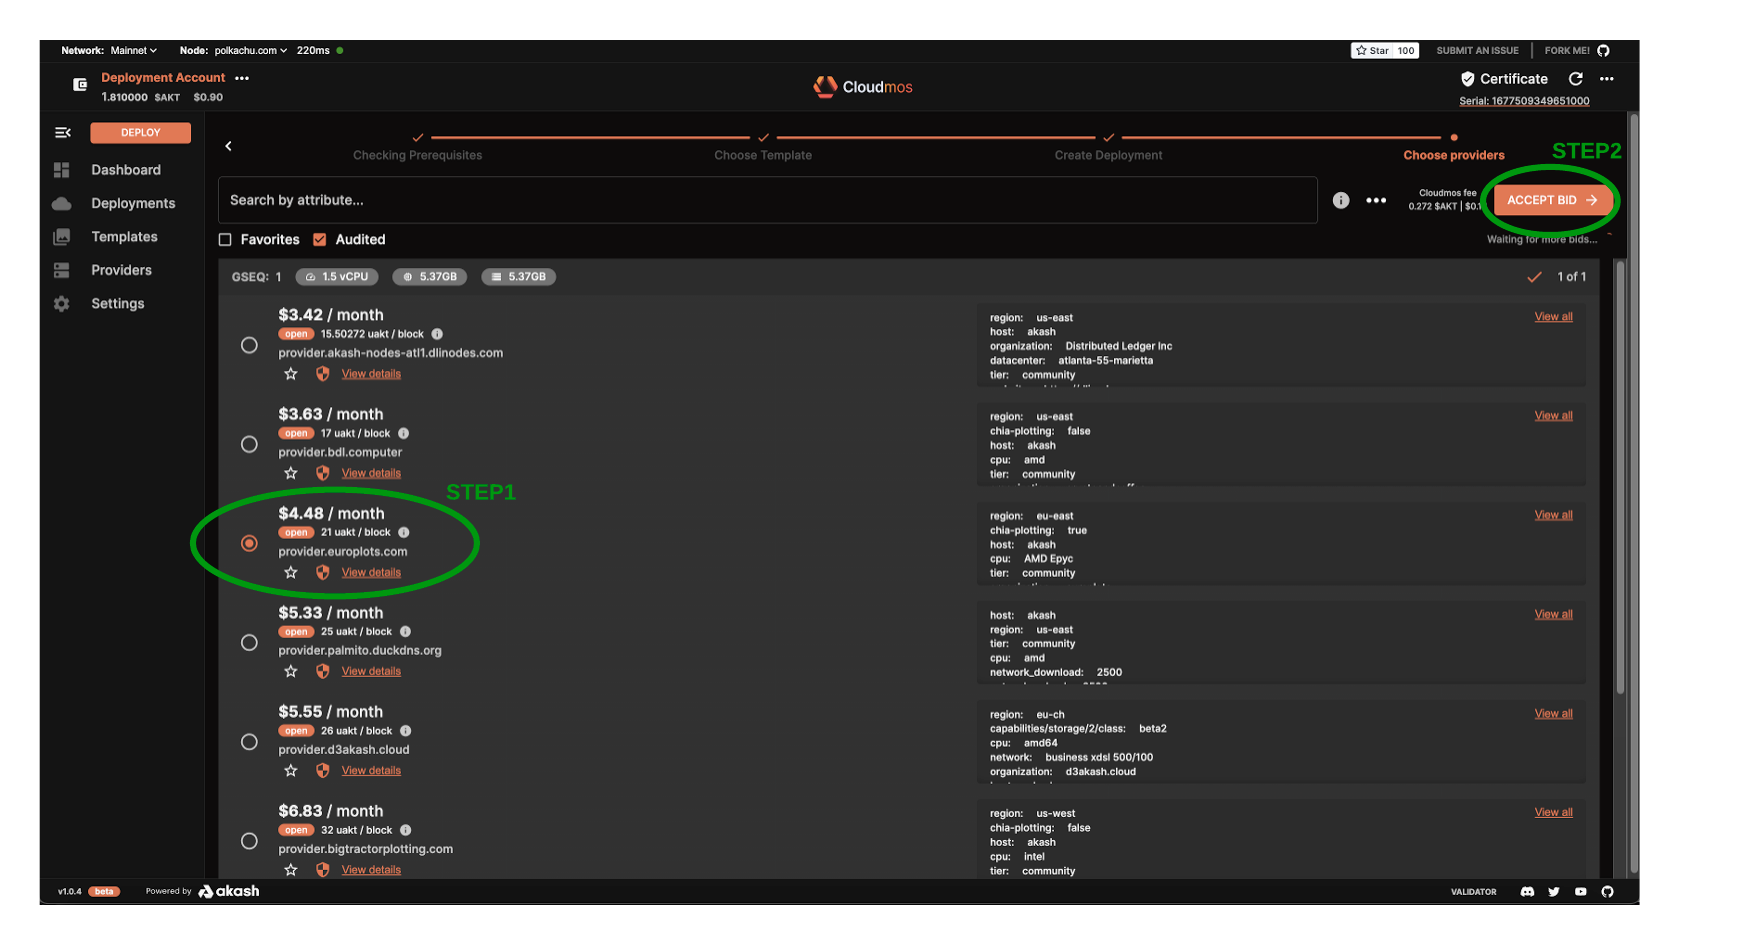 Network: Mainnet Node: polkachu.com 220ms
Star 100 SUBMIT AN ISSUE FORK ME!
Deployment Account •••
1.810000 $AKT $0.90
Cloudmos
Certificate •••
Serial: 1677509349651000
DEPLOY
Dashboard
Deployments
Templates
Providers
Settings
Checking Prerequisites
Choose Template
Create Deployment
Choose providers
STEP2
Search by attribute...
Cloudmos fee
0.272 $AKT | $0.1
ACCEPT BID →
Favorites Audited
Waiting for more bids...
GSEQ: 1 1.5 vCPU 5.37GB 5.37GB
1 of 1
$3.42 / month
open 15.50272 uakt / block
provider.akash-nodes-atl1.dlinodes.com
View details
region: us-east
host: akash
organization: Distributed Ledger Inc
datacenter: atlanta-55-marietta
tier: community
View all
$3.63 / month
open 17 uakt / block
provider.bdl.computer
View details
region: us-east
chia-plotting: false
host: akash
cpu: amd
tier: community
View all
STEP1
$4.48 / month
open 21 uakt / block
provider.europlots.com
View details
region: eu-east
chia-plotting: true
host: akash
cpu: AMD Epyc
tier: community
View all
$5.33 / month
open 25 uakt / block
provider.palmito.duckdns.org
View details
host: akash
region: us-east
tier: community
cpu: amd
network_download: 2500
View all
$5.55 / month
open 26 uakt / block
provider.d3akash.cloud
View details
region: eu-ch
capabilities/storage/2/class: beta2
cpu: amd64
network: business xdsl 500/100
organization: d3akash.cloud
View all
$6.83 / month
open 32 uakt / block
provider.bigtractorplotting.com
View details
region: us-west
chia-plotting: false
host: akash
cpu: intel
tier: community
View all
v1.0.4 beta Powered by akash
VALIDATOR